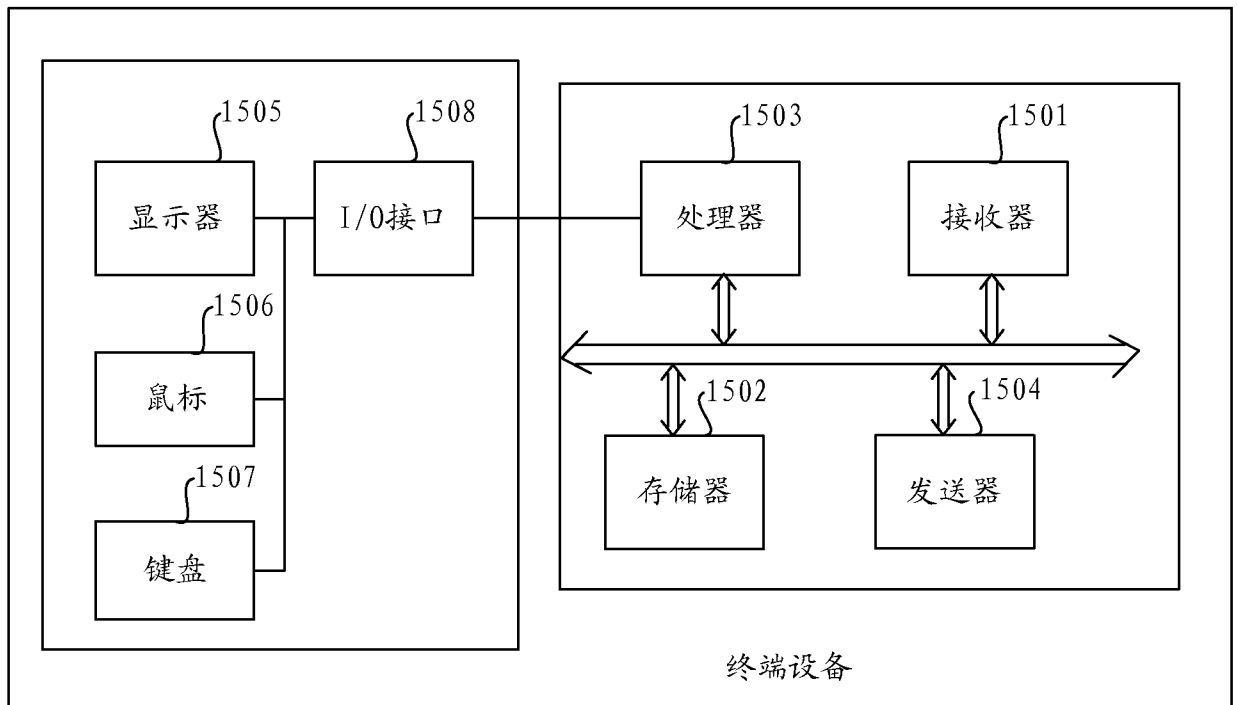 1505
1508
1503
1501
显示器
I/O接口
处理器
接收器
1506
鼠标
1502
1504
1507
存储器
发送器
键盘
终端设备